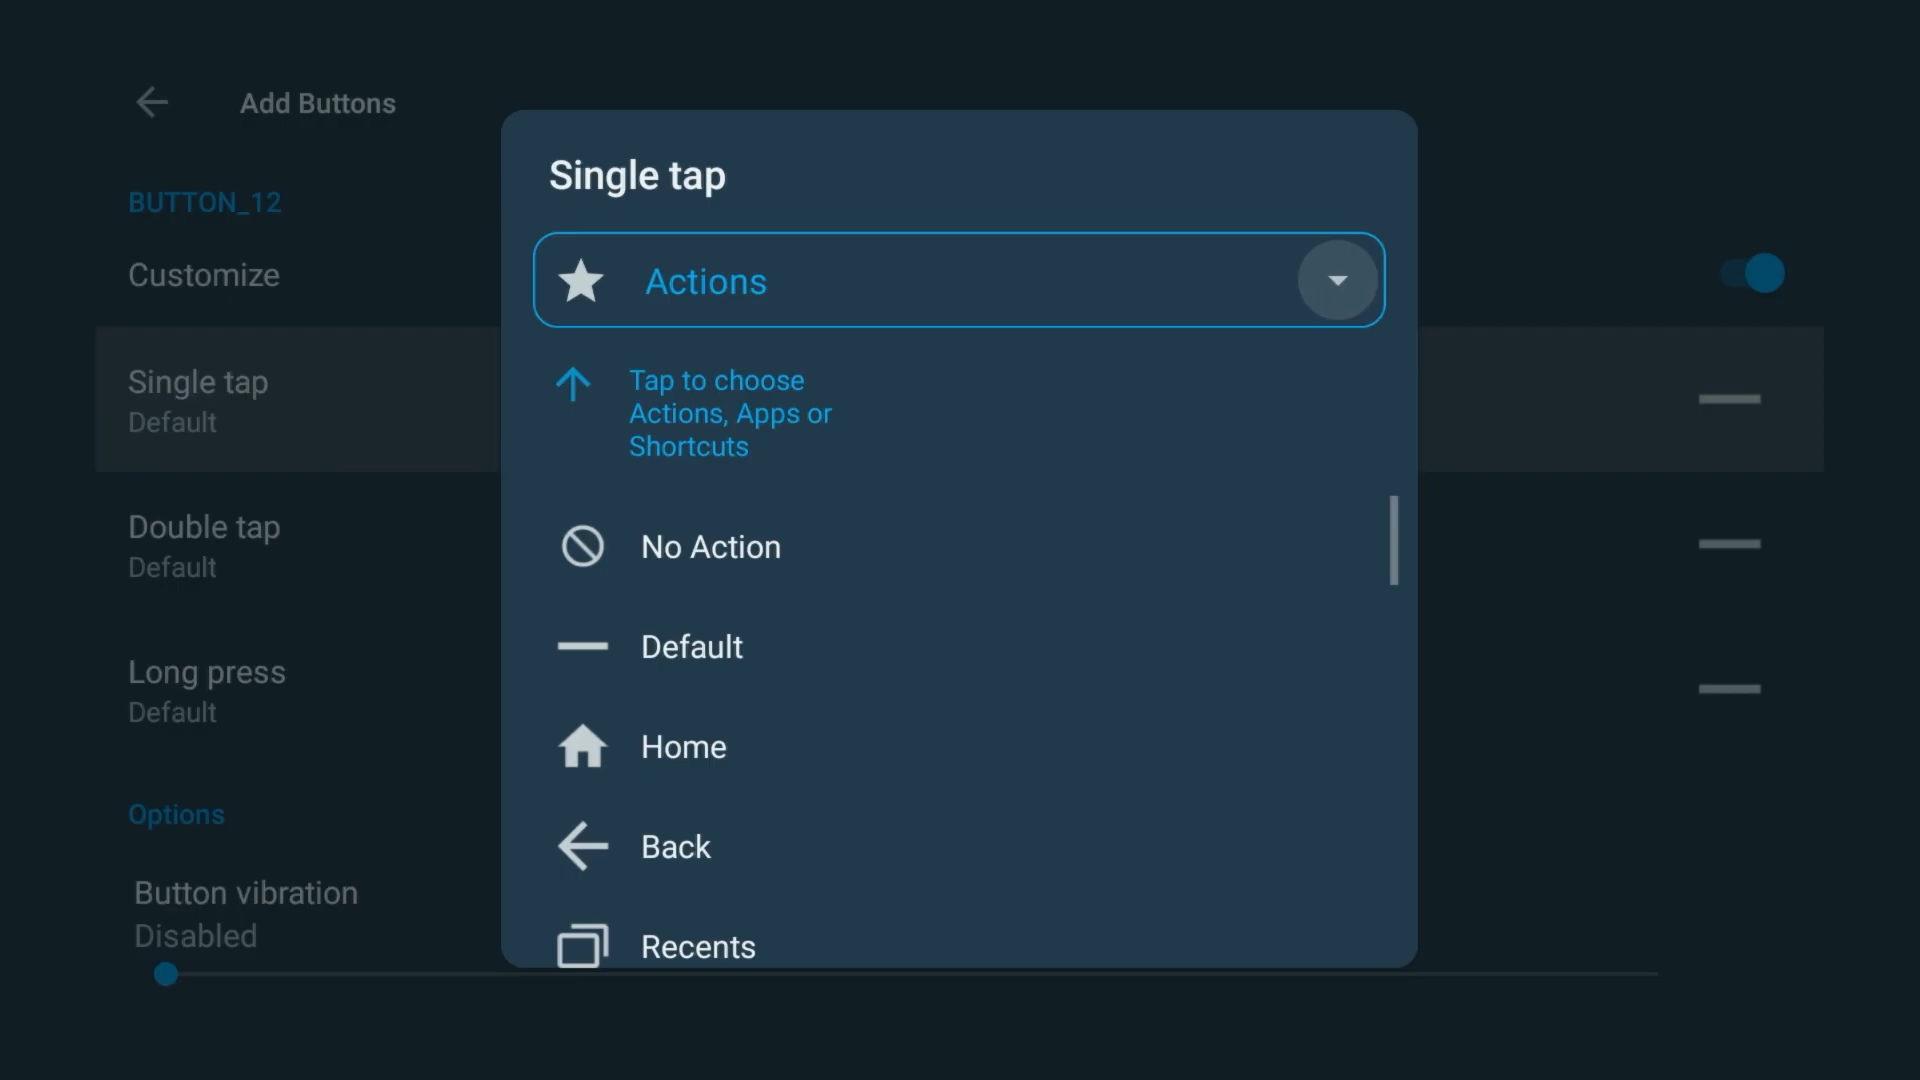 Add Buttons
BUTTON_12
Customize
Single tap
Default
Double tap
Default
Long press
Default
Options
Button vibration
Disabled
Single tap
Actions
Tap to choose
Actions, Apps or
Shortcuts
No Action
Default
Home
Back
Recents